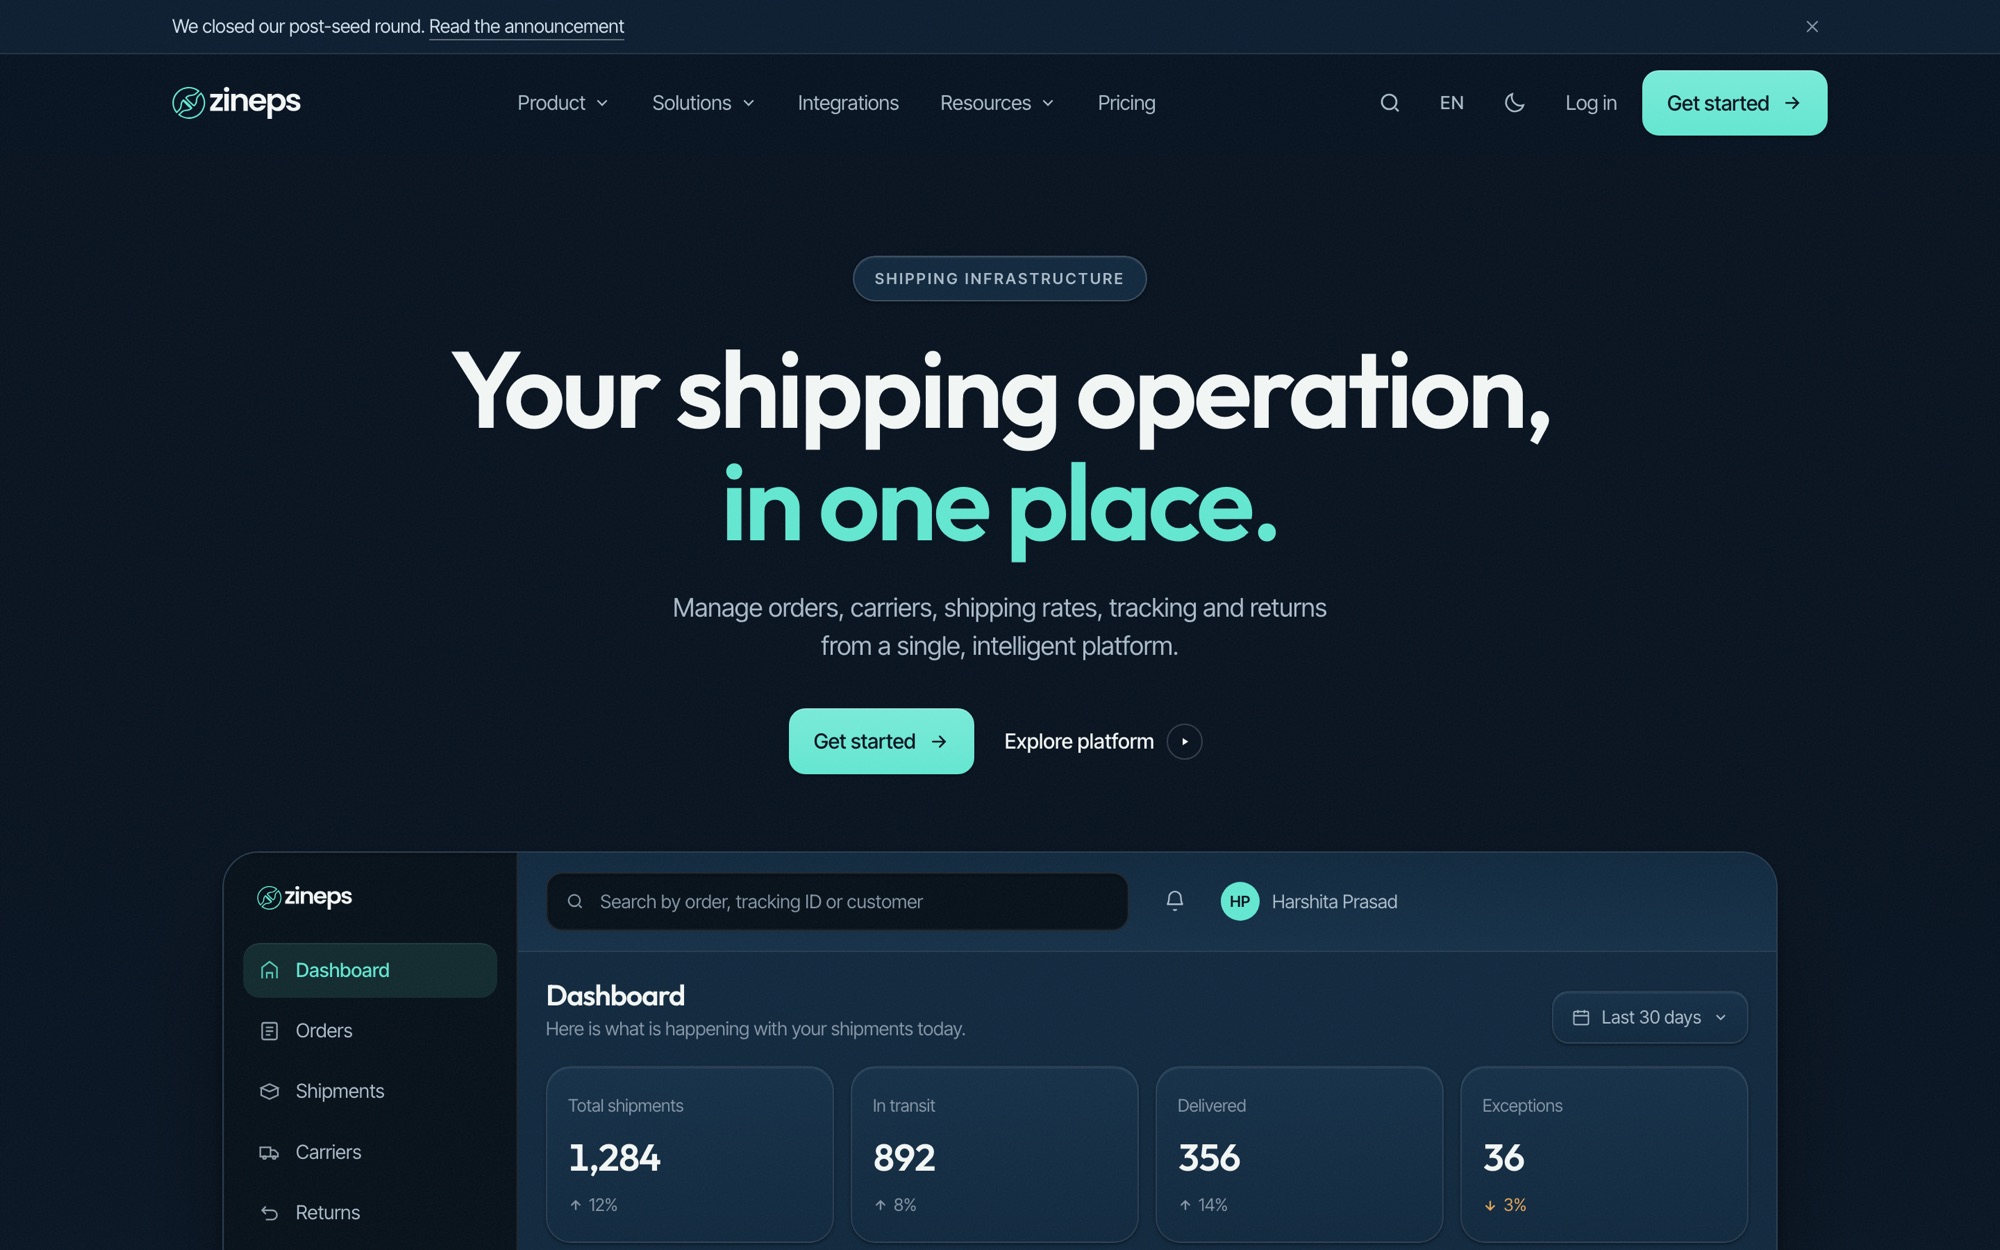 We closed our post-seed round. Read the announcement
zineps
Product
Solutions
Integrations
Resources
Pricing
EN
Log in
Get started
SHIPPING INFRASTRUCTURE
Your shipping operation,
in one place.
Manage orders, carriers, shipping rates, tracking and returns
from a single, intelligent platform.
Get started
Explore platform
zineps
Search by order, tracking ID or customer
HP
Harshita Prasad
Dashboard
Orders
Shipments
Carriers
Returns
Dashboard
Here is what is happening with your shipments today.
Last 30 days
Total shipments
1,284
↑ 12%
In transit
892
↑ 8%
Delivered
356
↑ 14%
Exceptions
36
↓ 3%